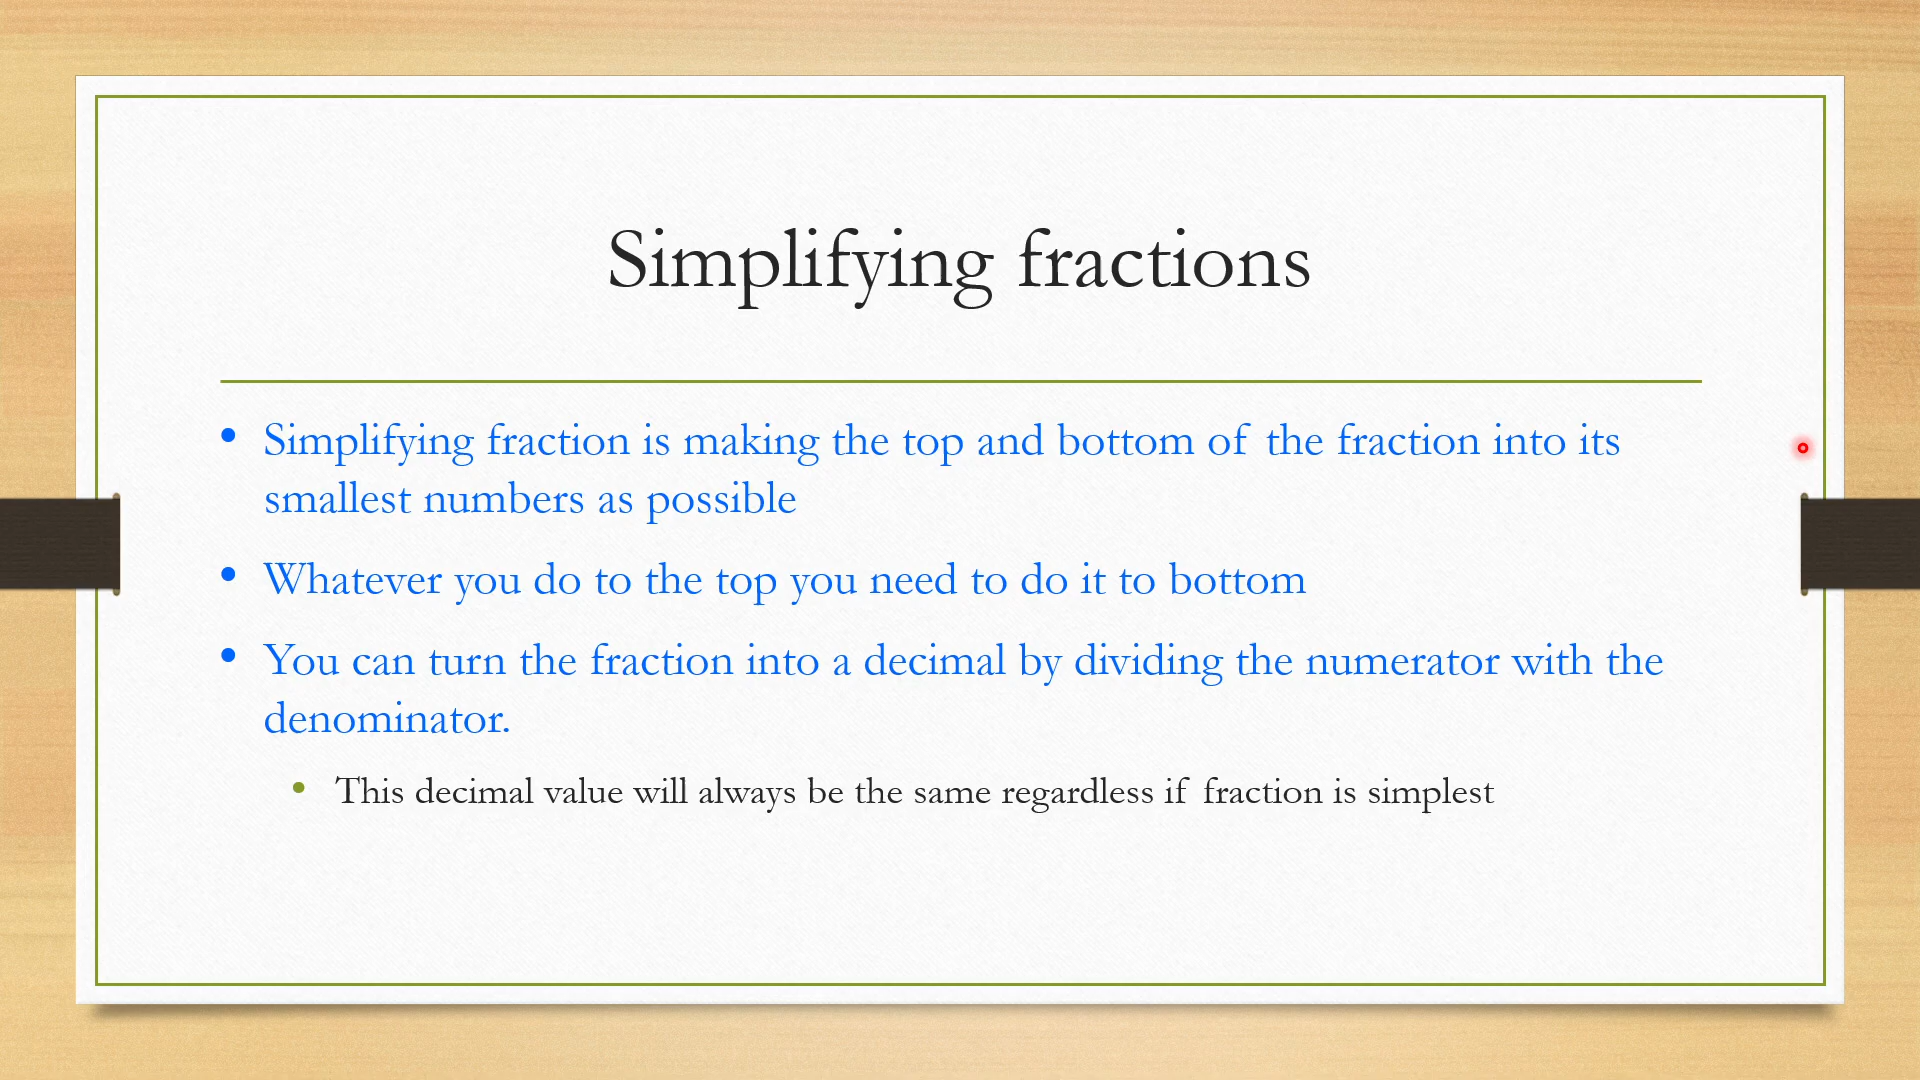 Simplifying fractions
• Simplifying fraction is making the top and bottom of the fraction into its
smallest numbers as possible
• Whatever you do to the top you need to do it to bottom
• You can turn the fraction into a decimal by dividing the numerator with the
denominator.
• This decimal value will always be the same regardless if fraction is simplest